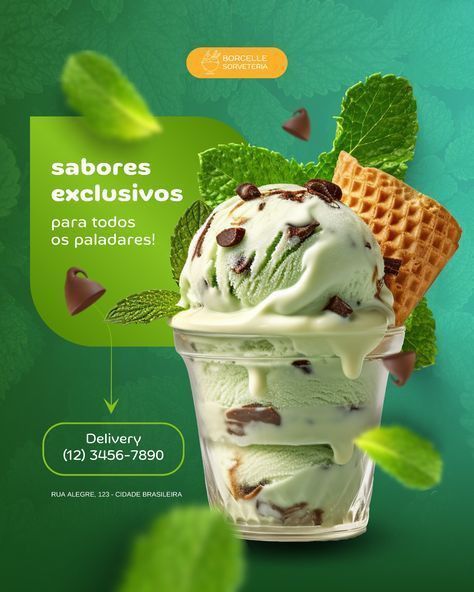 BORCELLE
SORVETERIA
sabores
exclusivos
para todos
os paladares!
Delivery
(12) 3456-7890
RUA ALEGRE, 123 - CIDADE BRASILEIRA